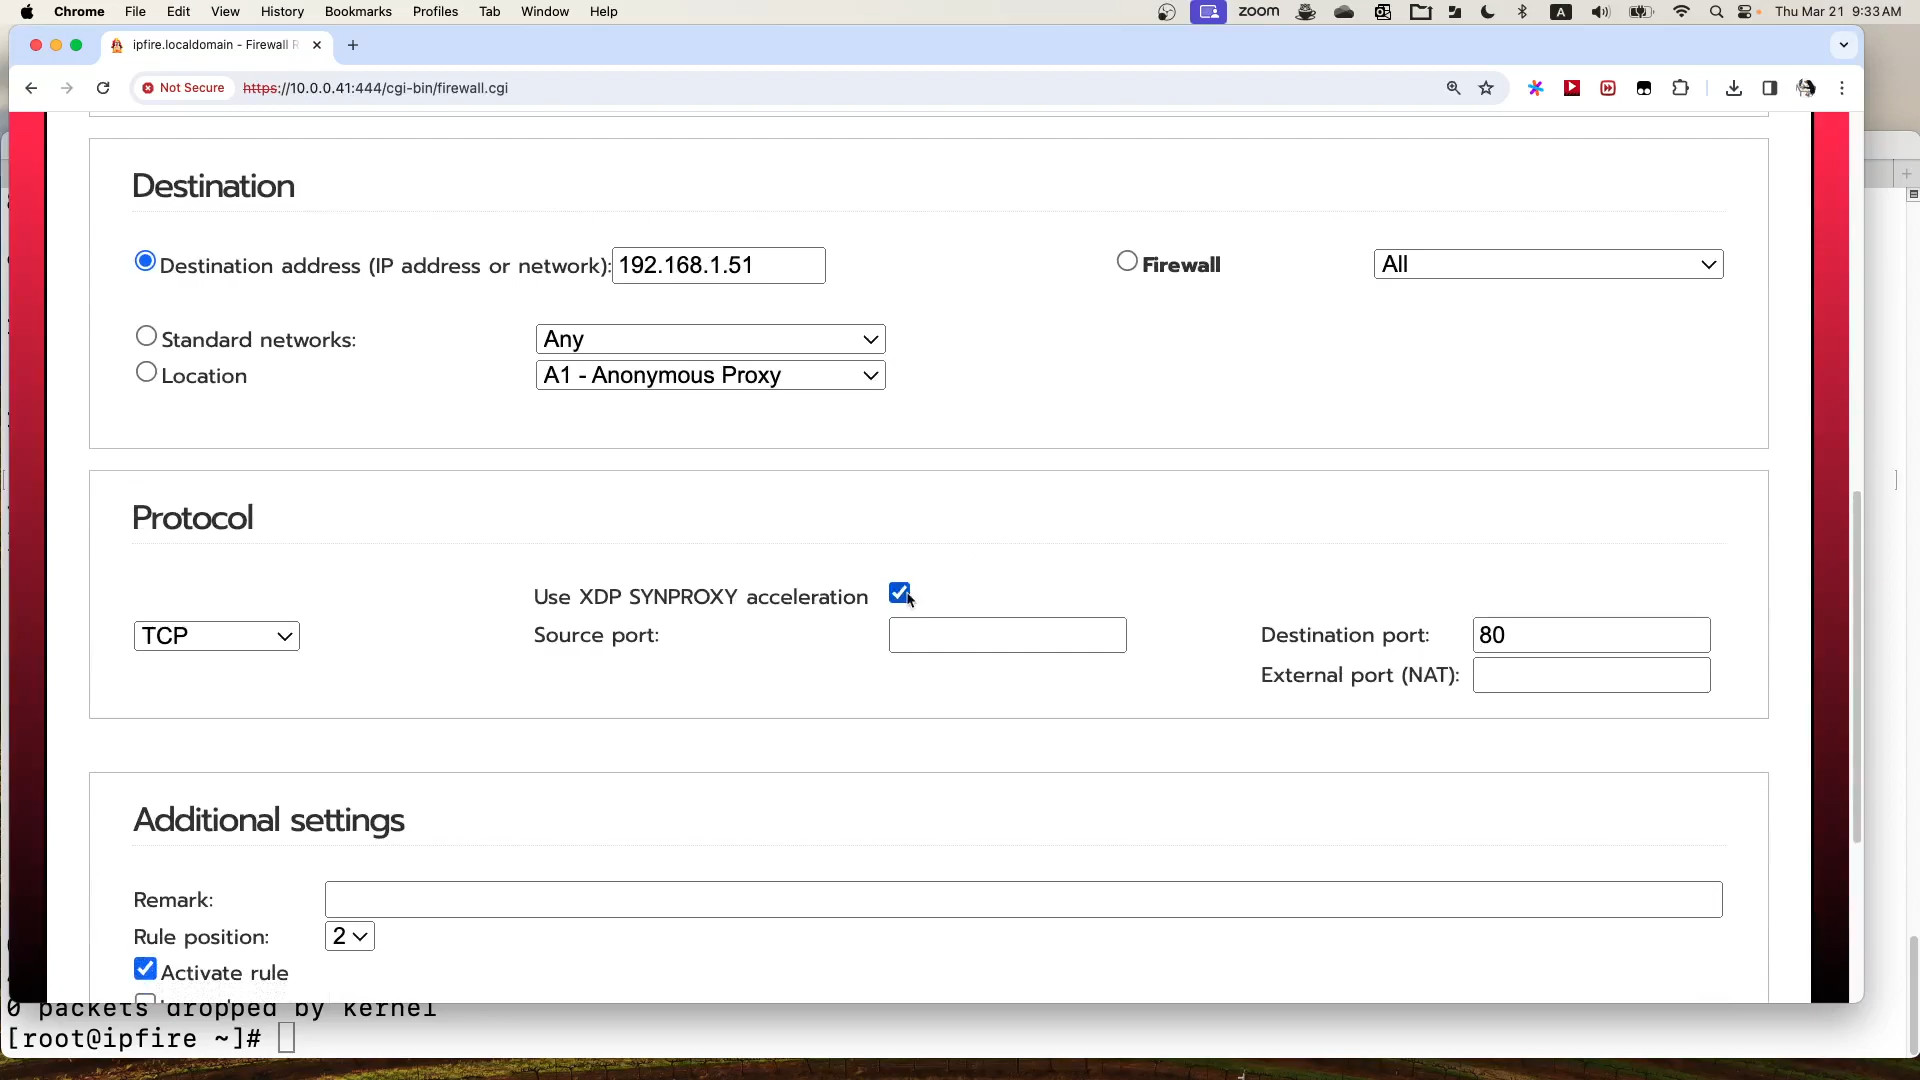 Chrome File Edit View History Bookmarks Profiles Tab Window Help zoom A Thu Mar 21 9:33 AM
ipfire.localdomain - Firewall R
Not Secure https://10.0.0.41:444/cgi-bin/firewall.cgi
Destination
Destination address (IP address or network): 192.168.1.51 Firewall All
Standard networks: Any
Location A1 - Anonymous Proxy
Protocol
Use XDP SYNPROXY acceleration
TCP Source port: Destination port: 80
External port (NAT):
Additional settings
Remark:
Rule position: 2
Activate rule
0 packets dropped by kernel
[root@ipfire ~]#